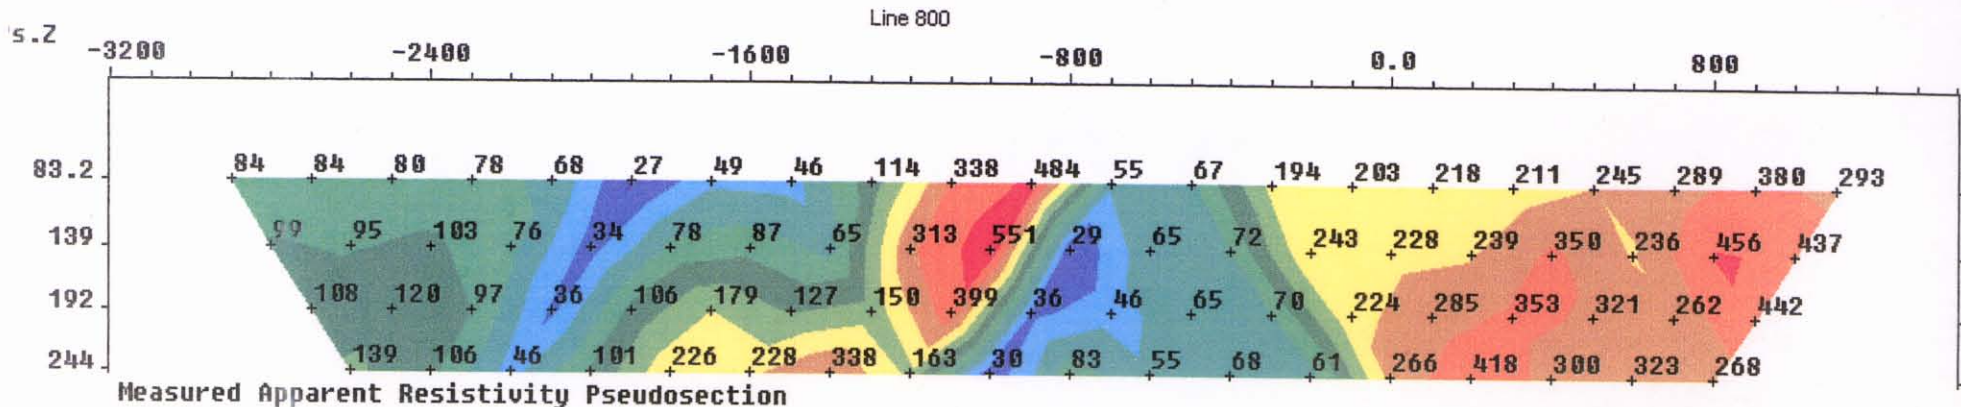 Line 800
s.Z
-3200 -2400 -1600 -800 0.0 800
83.2 84 84 80 78 68 27 49 46 114 338 484 55 67 194 203 218 211 245 289 380 293
139 99 95 103 76 34 78 87 65 313 551 29 65 72 243 228 239 350 236 456 437
192 108 120 97 36 106 179 127 150 399 36 46 65 70 224 285 353 321 262 442
244 139 106 46 101 226 228 338 163 30 83 55 68 61 266 418 300 323 268
Measured Apparent Resistivity Pseudosection